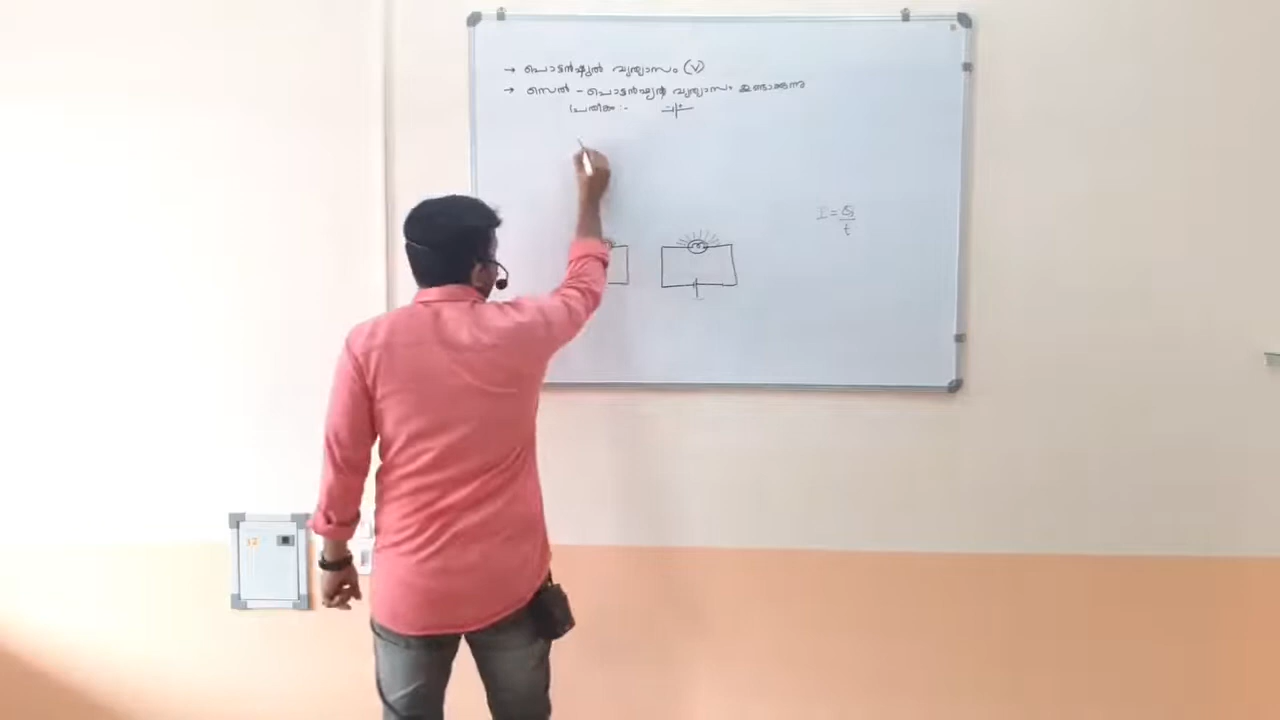 → പൊട്ടൻഷ്യൽ വ്യത്യാസം (V)
→ സെൽ - പൊട്ടൻഷ്യൽ വ്യത്യാസം ഉണ്ടാക്കുന്നു
പ്രതീകം :-
I = Q/t